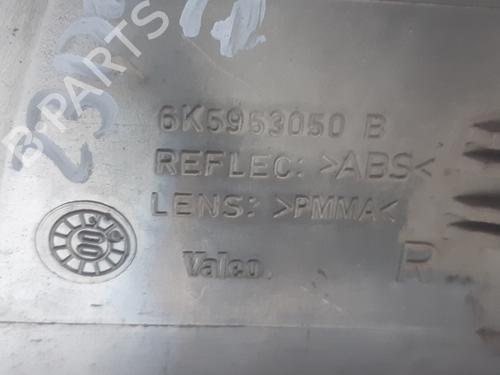 B-PARTS
6K5953050 B
REFLEC: >ABS<
LENS: >PMMA<
Valeo
R